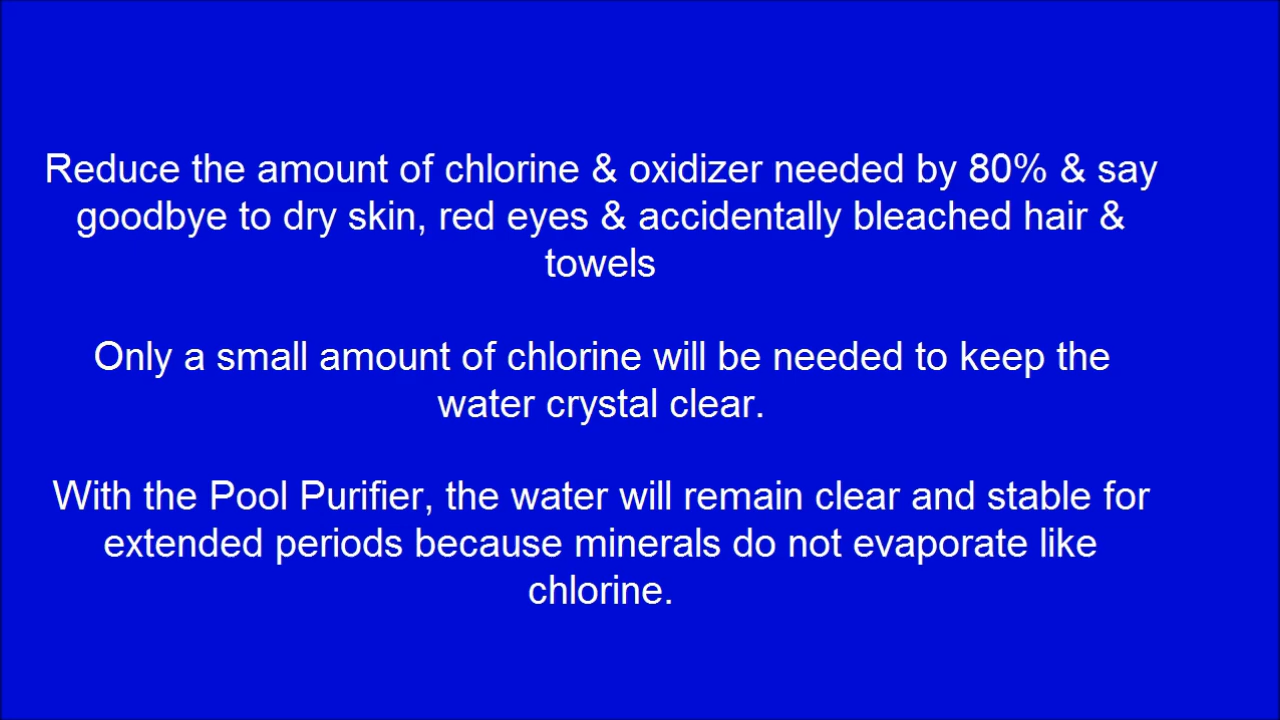 Reduce the amount of chlorine & oxidizer needed by 80% & say
goodbye to dry skin, red eyes & accidentally bleached hair &
towels
Only a small amount of chlorine will be needed to keep the
water crystal clear.
With the Pool Purifier, the water will remain clear and stable for
extended periods because minerals do not evaporate like
chlorine.